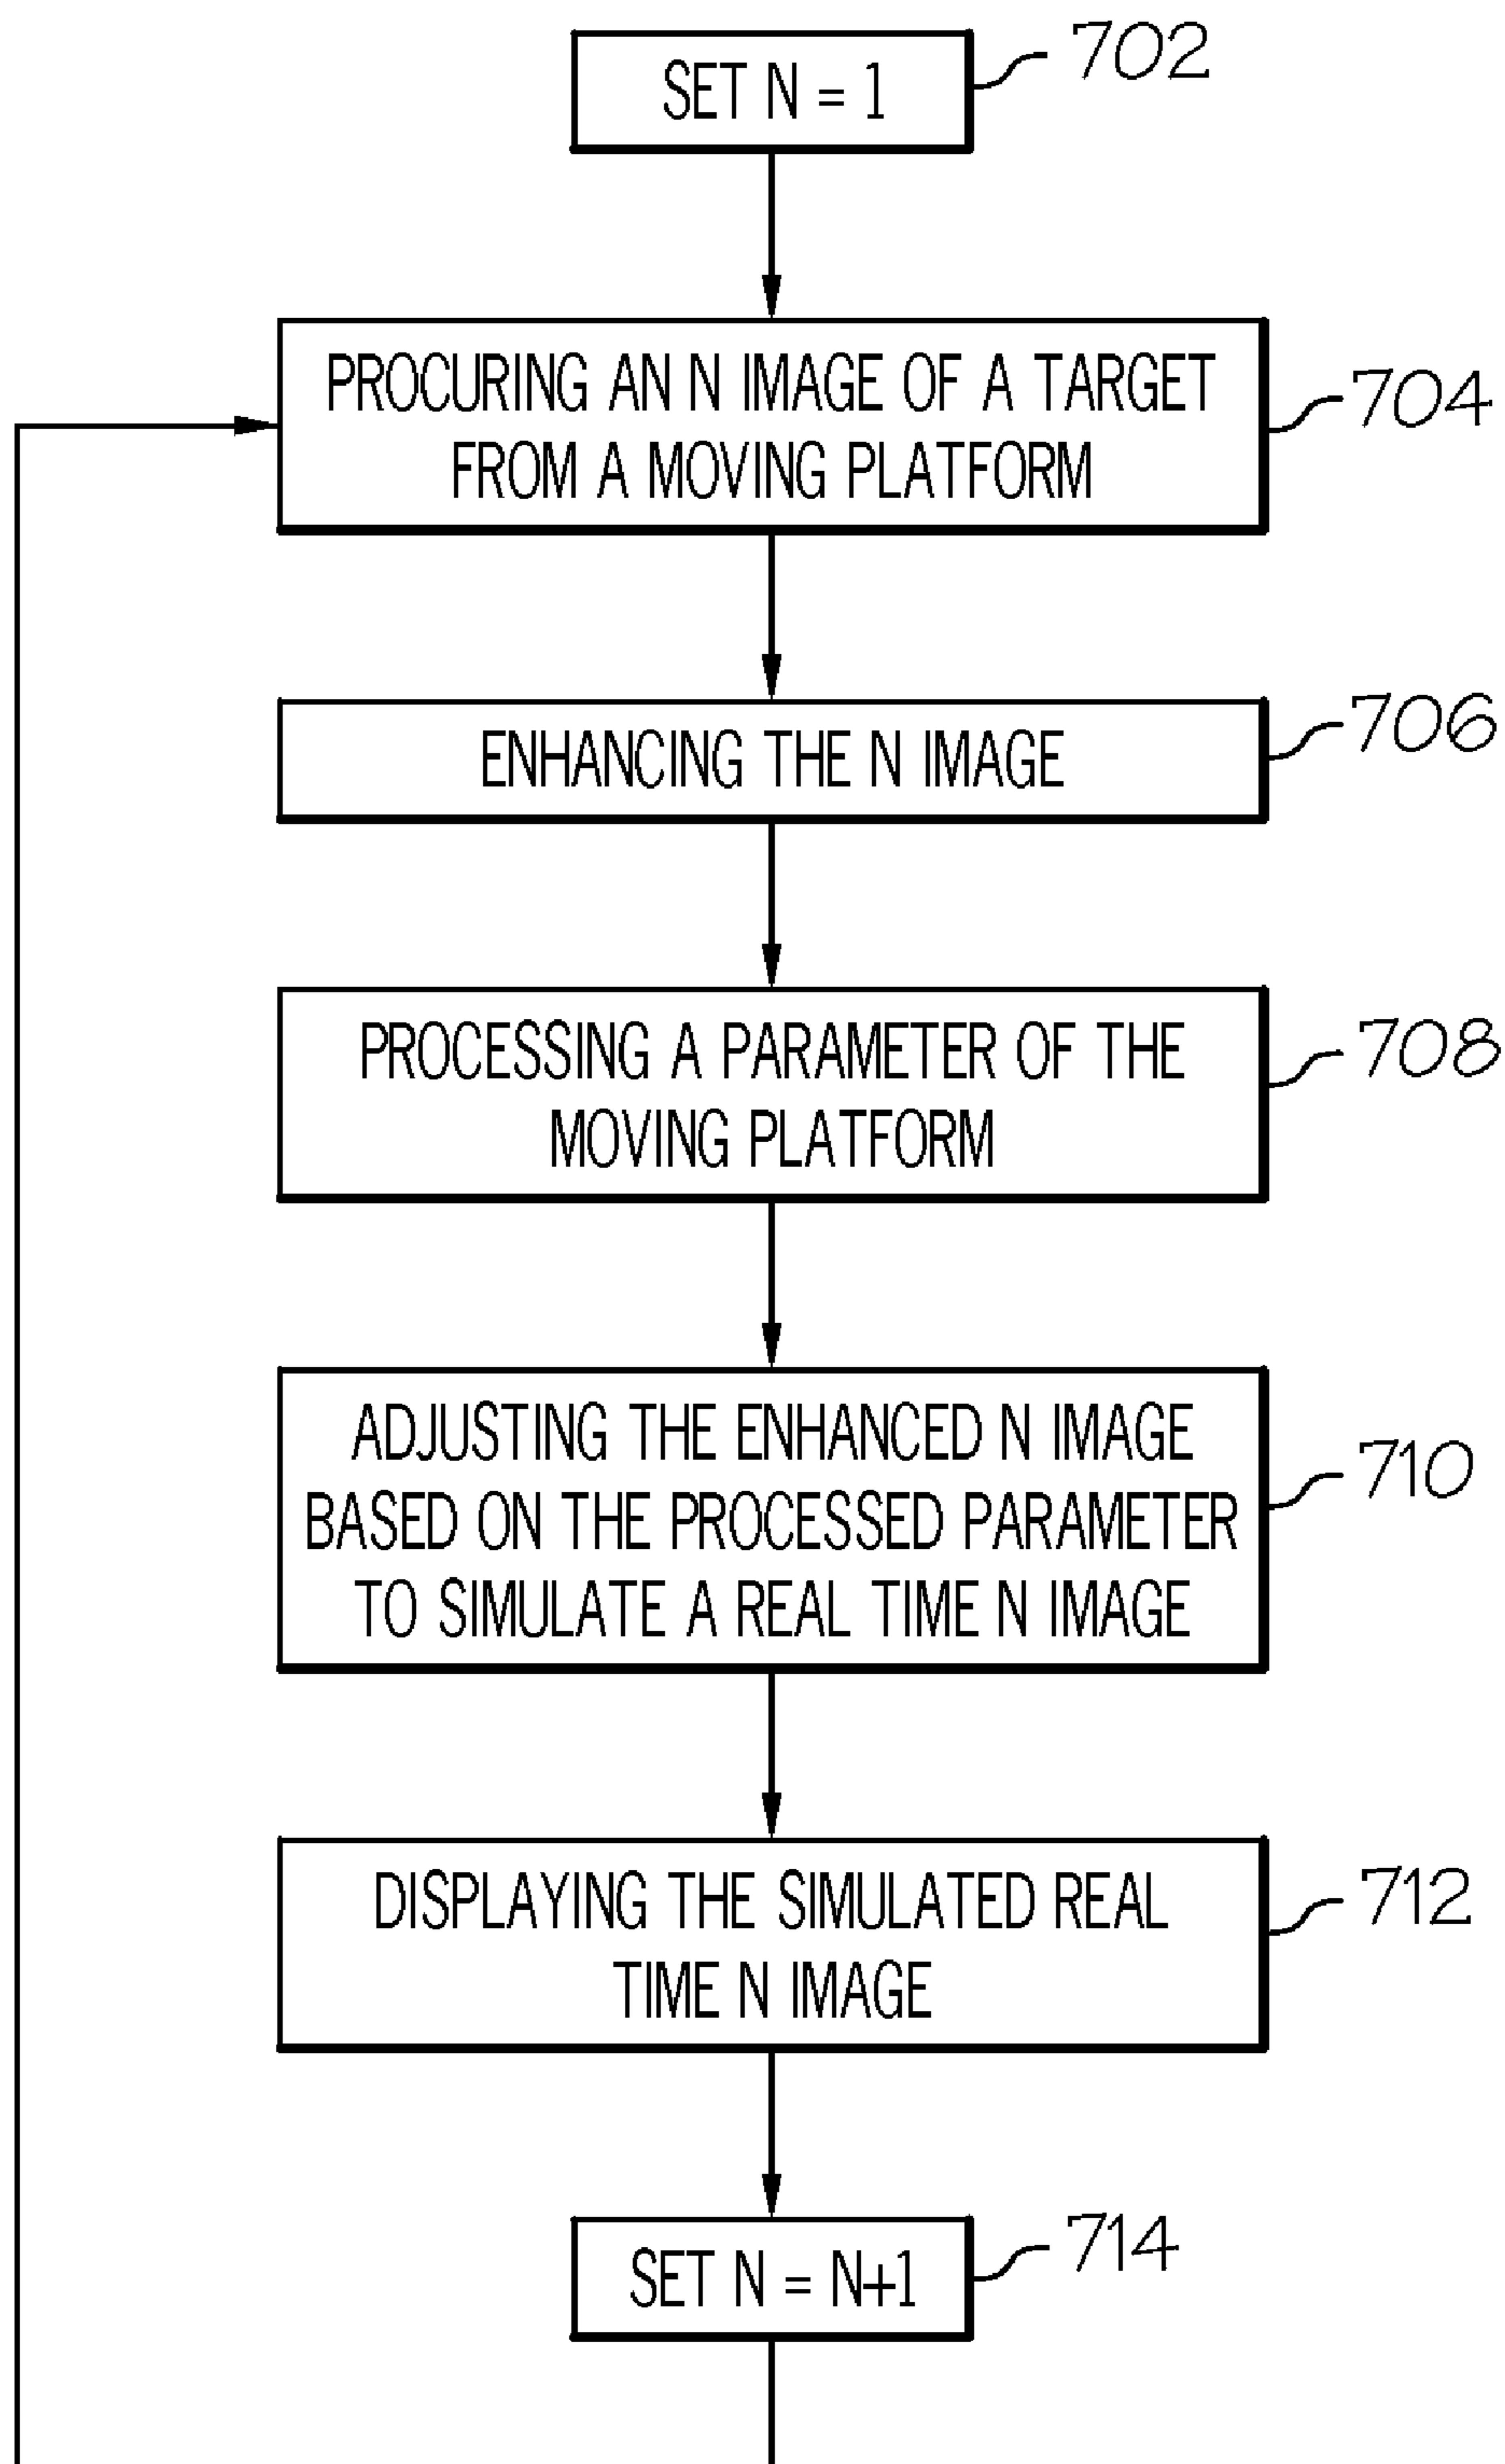 SET N = 1
702
PROCURING AN N IMAGE OF A TARGET
FROM A MOVING PLATFORM
704
ENHANCING THE N IMAGE
706
PROCESSING A PARAMETER OF THE
MOVING PLATFORM
708
ADJUSTING THE ENHANCED N IMAGE
BASED ON THE PROCESSED PARAMETER
TO SIMULATE A REAL TIME N IMAGE
710
DISPLAYING THE SIMULATED REAL
TIME N IMAGE
712
SET N = N+1
714